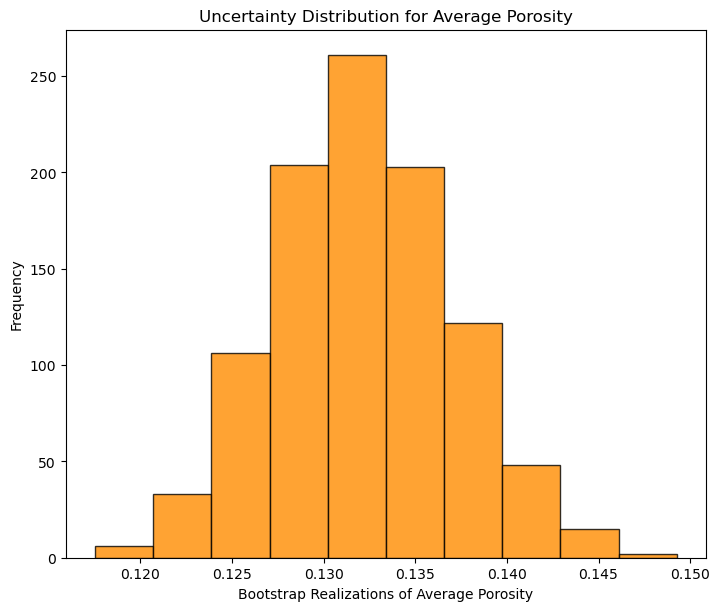 Uncertainty Distribution for Average Porosity
250
200
150
100
50
0
Frequency
0.120 0.125 0.130 0.135 0.140 0.145 0.150
Bootstrap Realizations of Average Porosity